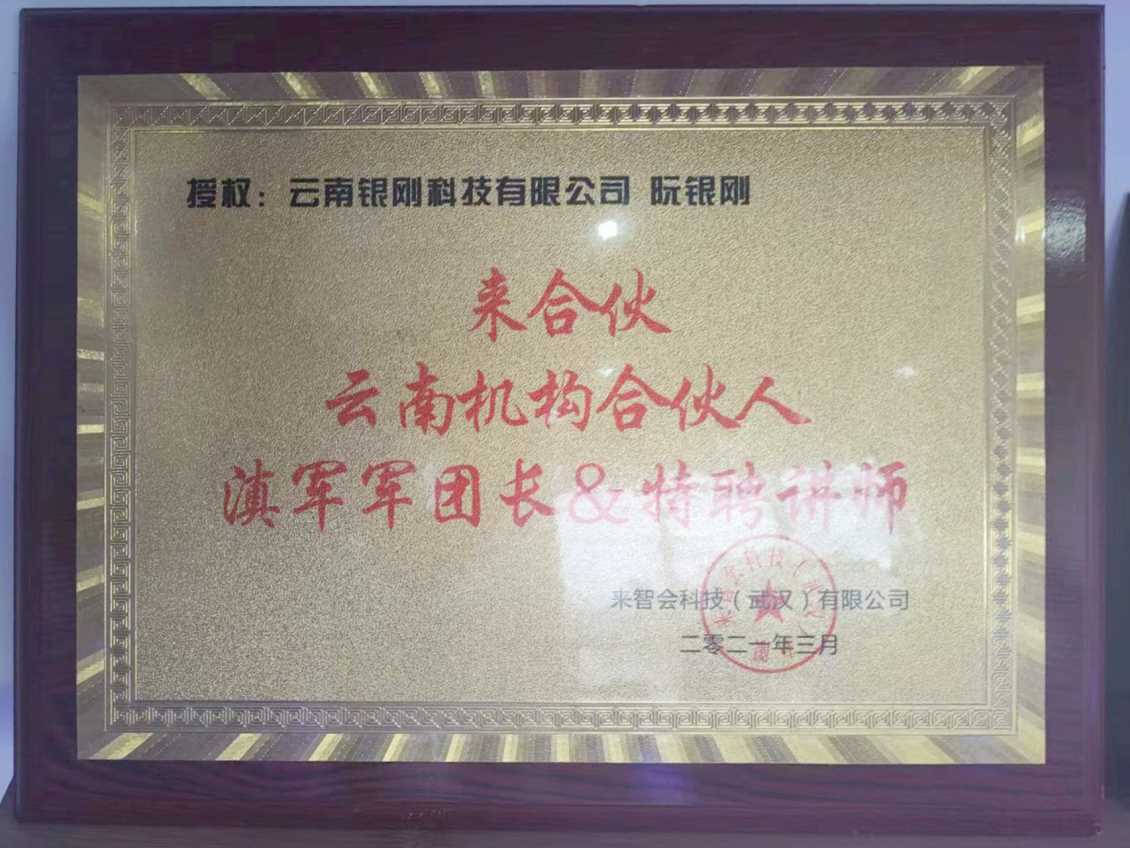 授权：云南银刚科技有限公司 阮银刚
来合伙
云南机构合伙人
滇军军团长&特聘讲师
来智会科技（武汉）有限公司
二零二一年三月